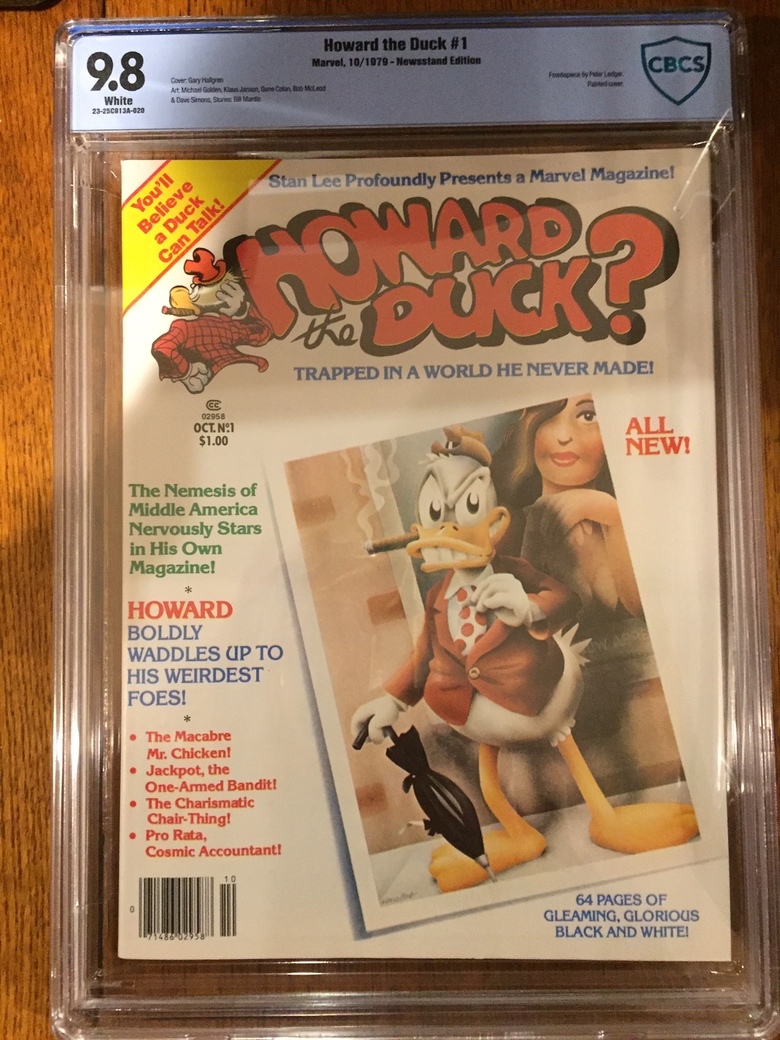 Howard the Duck #1
Marvel, 10/1979 - Newsstand Edition
9.8
White
23-25C013A-020
Cover: Gary Hallgren
Art: Michael Golden, Klaus Janson, Gene Colan, Bob McLeod
& Dave Simons, Stories: Bill Mantlo
Frontispiece by Peter Ledger.
Painted cover.
CBCS
You'll
Believe
a Duck
Can Talk!
Stan Lee Profoundly Presents a Marvel Magazine!
HOWARD
the DUCK?
TRAPPED IN A WORLD HE NEVER MADE!
CC
02958
OCT. Nº1
$1.00
ALL
NEW!
The Nemesis of
Middle America
Nervously Stars
in His Own
Magazine!
*
HOWARD
BOLDLY
WADDLES UP TO
HIS WEIRDEST
FOES!
*
• The Macabre
Mr. Chicken!
• Jackpot, the
One-Armed Bandit!
• The Charismatic
Chair-Thing!
• Pro Rata,
Cosmic Accountant!
10
0
71486 02958
64 PAGES OF
GLEAMING, GLORIOUS
BLACK AND WHITE!